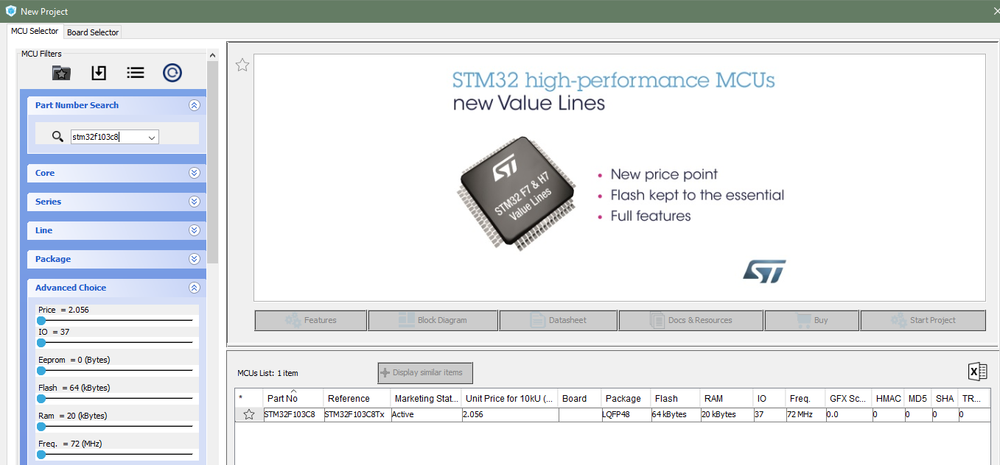 New Project
MCU Selector
Board Selector
MCU Filters
Part Number Search
stm32f103c8
Core
Series
Line
Package
Advanced Choice
Price = 2.056
IO = 37
Eeprom = 0 (Bytes)
Flash = 64 (kBytes)
Ram = 20 (kBytes)
Freq. = 72 (MHz)
STM32 high-performance MCUs
new Value Lines
ST
STM32 F7 & H7
Value Lines
• New price point
• Flash kept to the essential
• Full features
ST
Features
Block Diagram
Datasheet
Docs & Resources
Buy
Start Project
MCUs List: 1 item
Display similar items
* Part No Reference Marketing Stat... Unit Price for 10kU (... Board Package Flash RAM IO Freq. GFX Sc... HMAC MD5 SHA TR...
STM32F103C8 STM32F103C8Tx Active 2.056 LQFP48 64 kBytes 20 kBytes 37 72 MHz 0.0 0 0 0 0